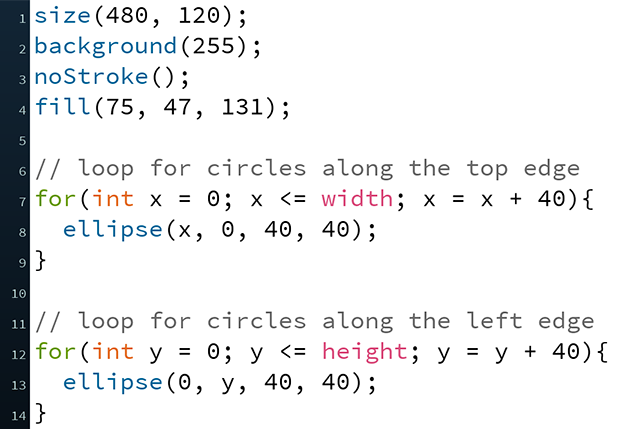 1 size(480, 120);
2 background(255);
3 noStroke();
4 fill(75, 47, 131);
5
6 // loop for circles along the top edge
7 for(int x = 0; x <= width; x = x + 40){
8   ellipse(x, 0, 40, 40);
9 }
10
11 // loop for circles along the left edge
12 for(int y = 0; y <= height; y = y + 40){
13   ellipse(0, y, 40, 40);
14 }